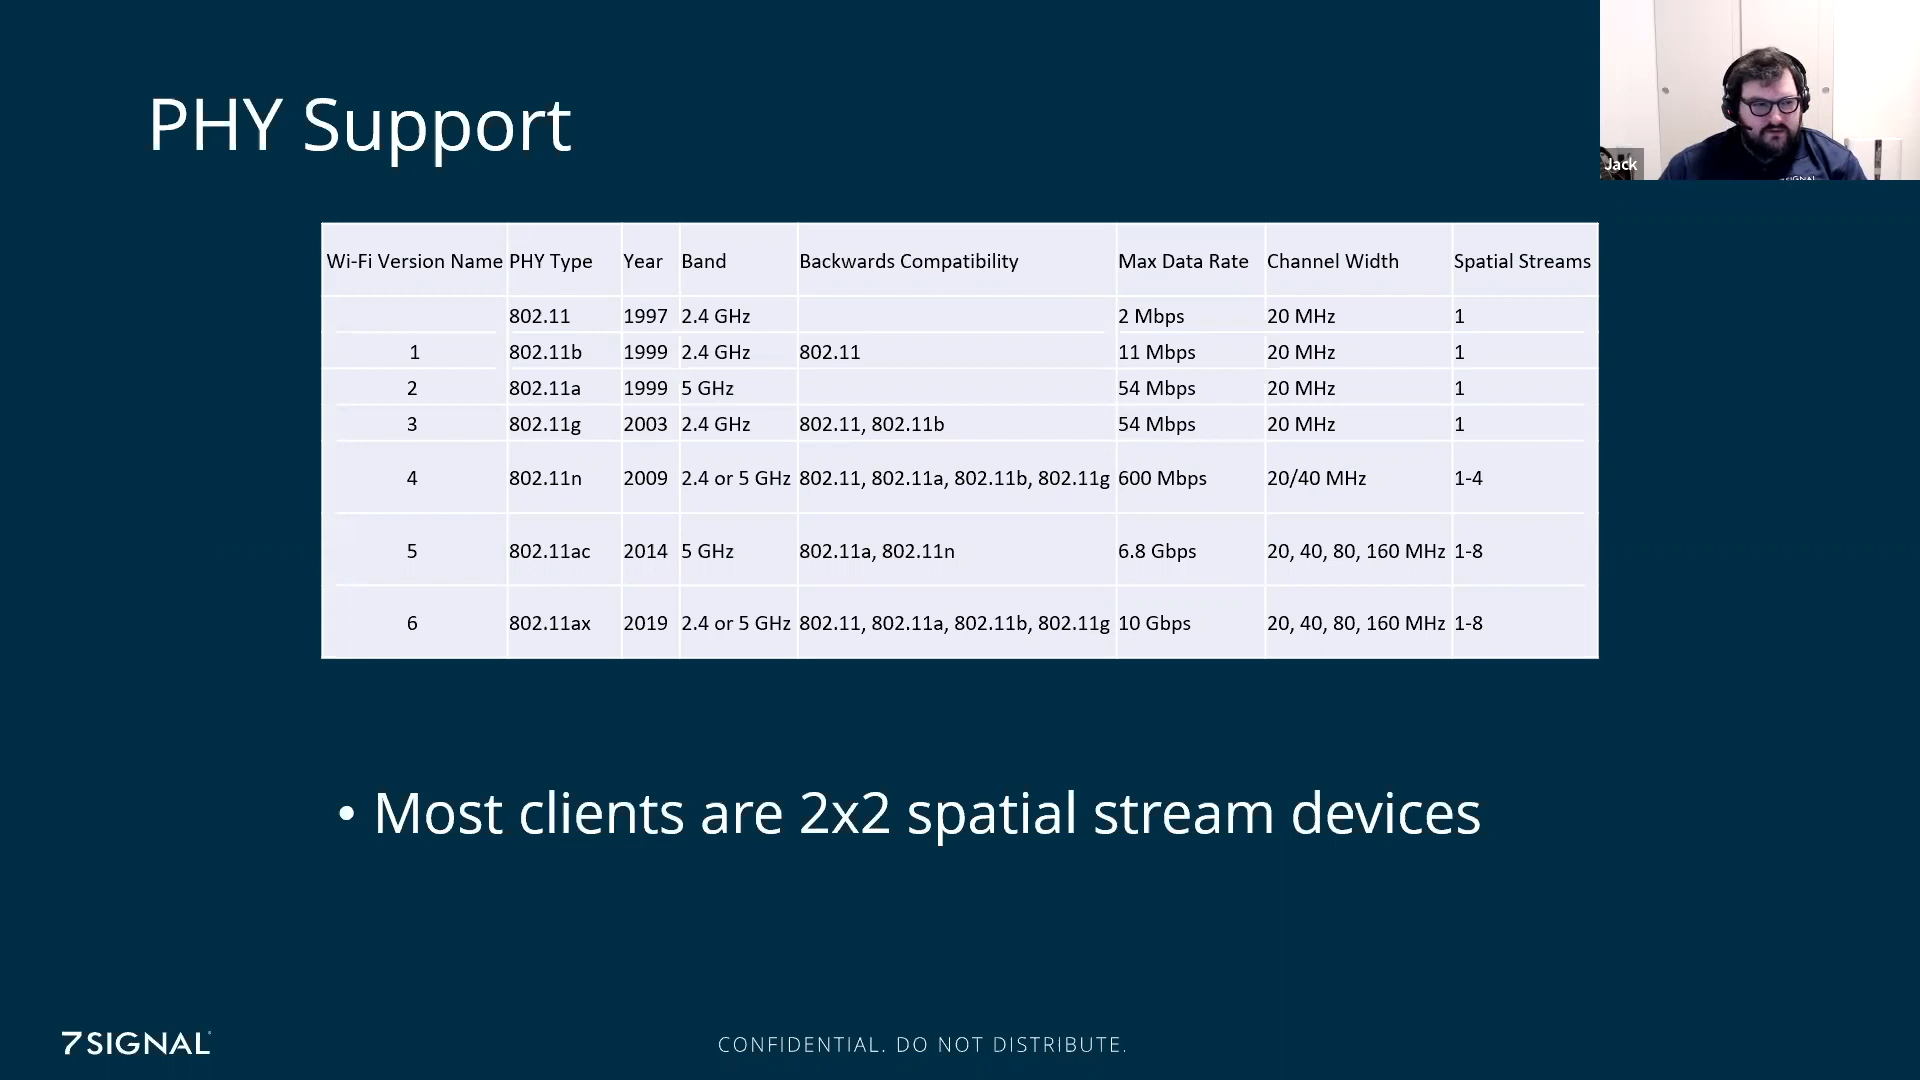 PHY Support
Jack
7SIGNAL
Wi-Fi Version Name PHY Type Year Band Backwards Compatibility Max Data Rate Channel Width Spatial Streams
802.11 1997 2.4 GHz 2 Mbps 20 MHz 1
1 802.11b 1999 2.4 GHz 802.11 11 Mbps 20 MHz 1
2 802.11a 1999 5 GHz 54 Mbps 20 MHz 1
3 802.11g 2003 2.4 GHz 802.11, 802.11b 54 Mbps 20 MHz 1
4 802.11n 2009 2.4 or 5 GHz 802.11, 802.11a, 802.11b, 802.11g 600 Mbps 20/40 MHz 1-4
5 802.11ac 2014 5 GHz 802.11a, 802.11n 6.8 Gbps 20, 40, 80, 160 MHz 1-8
6 802.11ax 2019 2.4 or 5 GHz 802.11, 802.11a, 802.11b, 802.11g 10 Gbps 20, 40, 80, 160 MHz 1-8
• Most clients are 2x2 spatial stream devices
7SIGNAL
CONFIDENTIAL. DO NOT DISTRIBUTE.